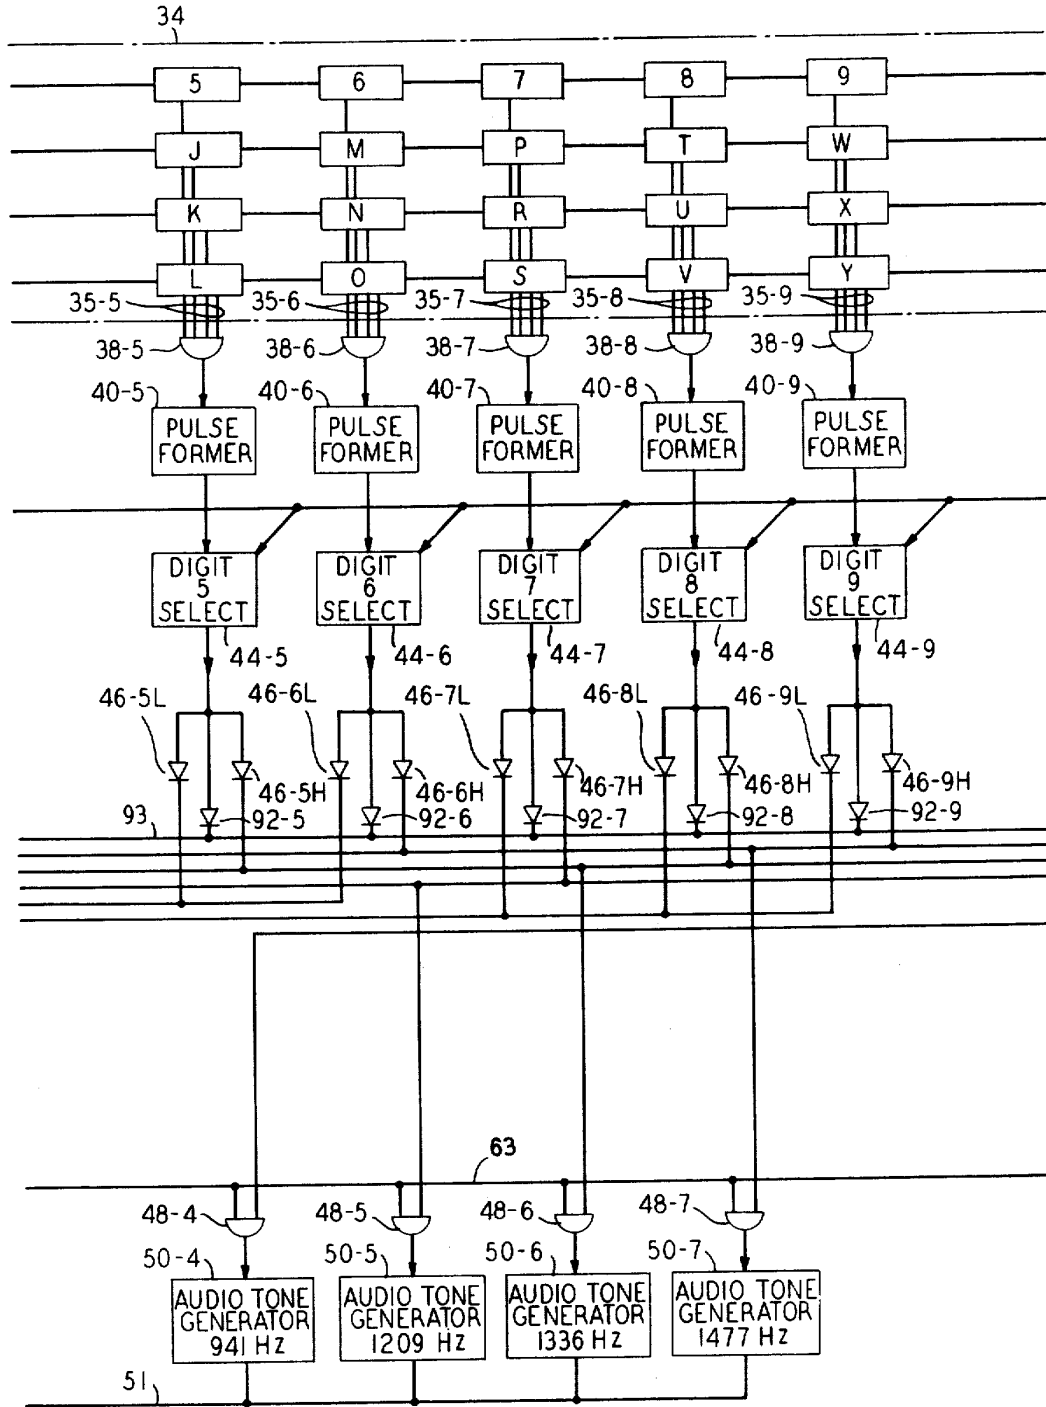 34
5 6 7 8 9
J M P T W
K N R U X
L O S V Y
35-5 35-6 35-7 35-8 35-9
38-5 38-6 38-7 38-8 38-9
40-5 40-6 40-7 40-8 40-9
PULSE PULSE PULSE PULSE PULSE
FORMER FORMER FORMER FORMER FORMER
DIGIT DIGIT DIGIT DIGIT DIGIT
5 6 7 8 9
SELECT SELECT SELECT SELECT SELECT
44-5 44-6 44-7 44-8 44-9
46-5L 46-6L 46-7L 46-8L 46-9L
46-5H 46-6H 46-7H 46-8H 46-9H
93 92-5 92-6 92-7 92-8 92-9
63
48-4 48-5 48-6 48-7
50-4 50-5 50-6 50-7
AUDIO TONE AUDIO TONE AUDIO TONE AUDIO TONE
GENERATOR GENERATOR GENERATOR GENERATOR
941 Hz 1209 Hz 1336 Hz 1477 Hz
51